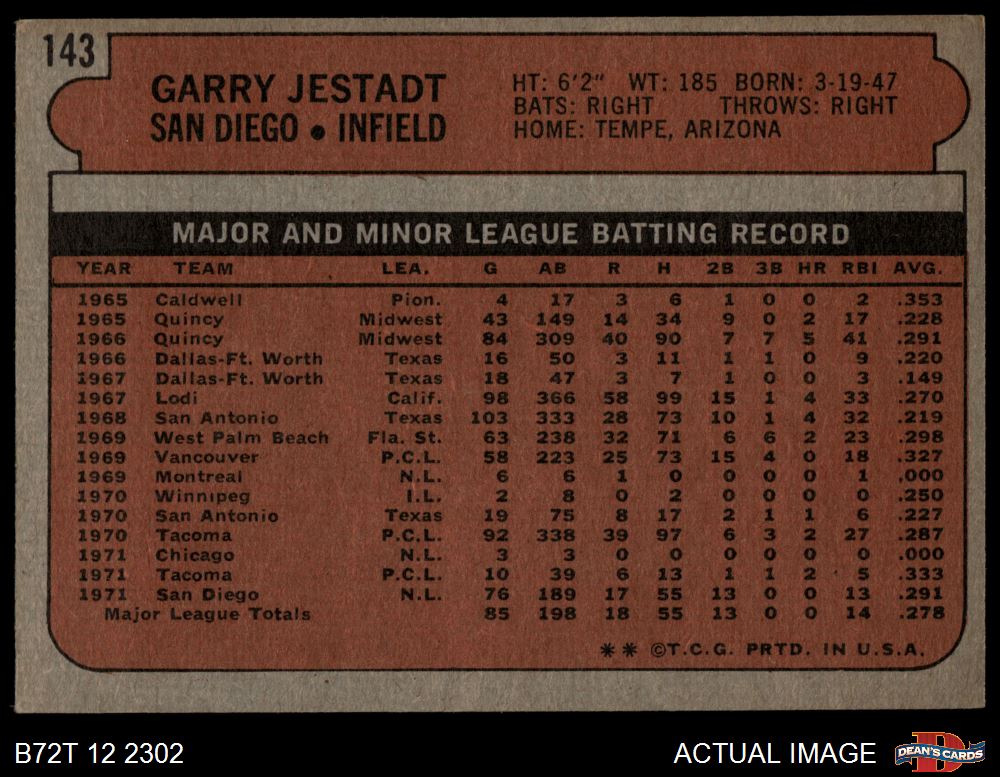 143
GARRY JESTADT
SAN DIEGO • INFIELD
HT: 6'2" WT: 185 BORN: 3-19-47
BATS: RIGHT THROWS: RIGHT
HOME: TEMPE, ARIZONA
MAJOR AND MINOR LEAGUE BATTING RECORD
YEAR TEAM LEA. G AB R H 2B 3B HR RBI AVG.
1965 Caldwell Pion. 4 17 3 6 1 0 0 2 .353
1965 Quincy Midwest 43 149 14 34 9 0 2 17 .228
1966 Quincy Midwest 84 309 40 90 7 7 5 41 .291
1966 Dallas-Ft. Worth Texas 16 50 3 11 1 1 0 9 .220
1967 Dallas-Ft. Worth Texas 18 47 3 7 1 0 0 3 .149
1967 Lodi Calif. 98 366 58 99 15 1 4 33 .270
1968 San Antonio Texas 103 333 28 73 10 1 4 32 .219
1969 West Palm Beach Fla. St. 63 238 32 71 6 6 2 23 .298
1969 Vancouver P.C.L. 58 223 25 73 15 4 0 18 .327
1969 Montreal N.L. 6 6 1 0 0 0 0 1 .000
1970 Winnipeg I.L. 2 8 0 2 0 0 0 0 .250
1970 San Antonio Texas 19 75 8 17 2 1 1 6 .227
1970 Tacoma P.C.L. 92 338 39 97 6 3 2 27 .287
1971 Chicago N.L. 3 3 0 0 0 0 0 0 .000
1971 Tacoma P.C.L. 10 39 6 13 1 1 2 5 .333
1971 San Diego N.L. 76 189 17 55 13 0 0 13 .291
Major League Totals 85 198 18 55 13 0 0 14 .278
** ©T.C.G. PRTD. IN U.S.A.
B72T 12 2302 ACTUAL IMAGE DEAN'S CARDS